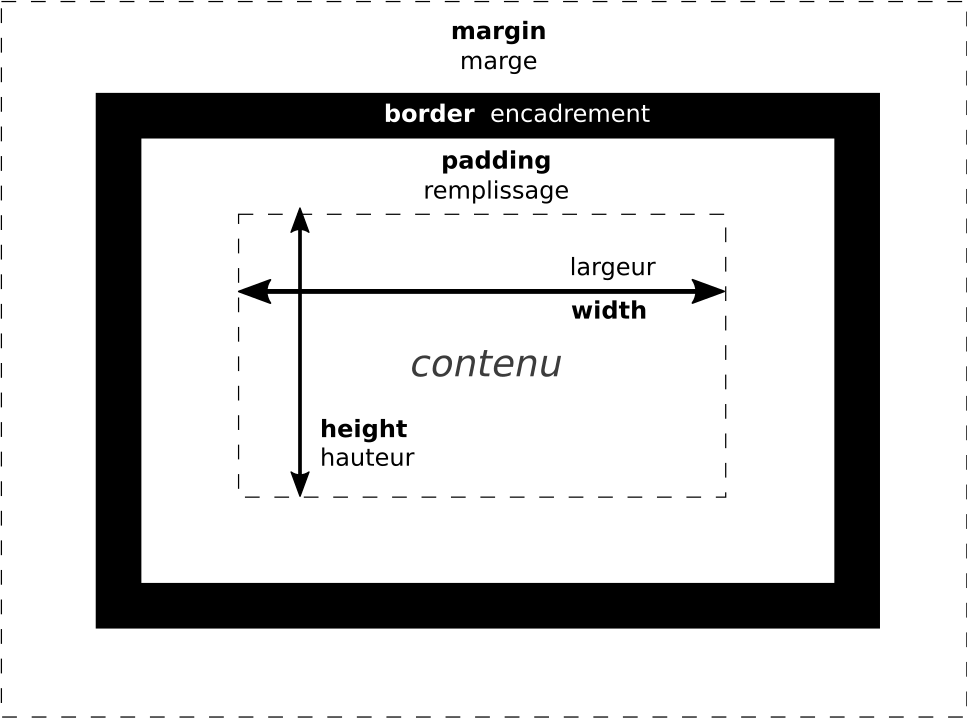 margin
marge
border encadrement
padding
remplissage
largeur
width
contenu
height
hauteur